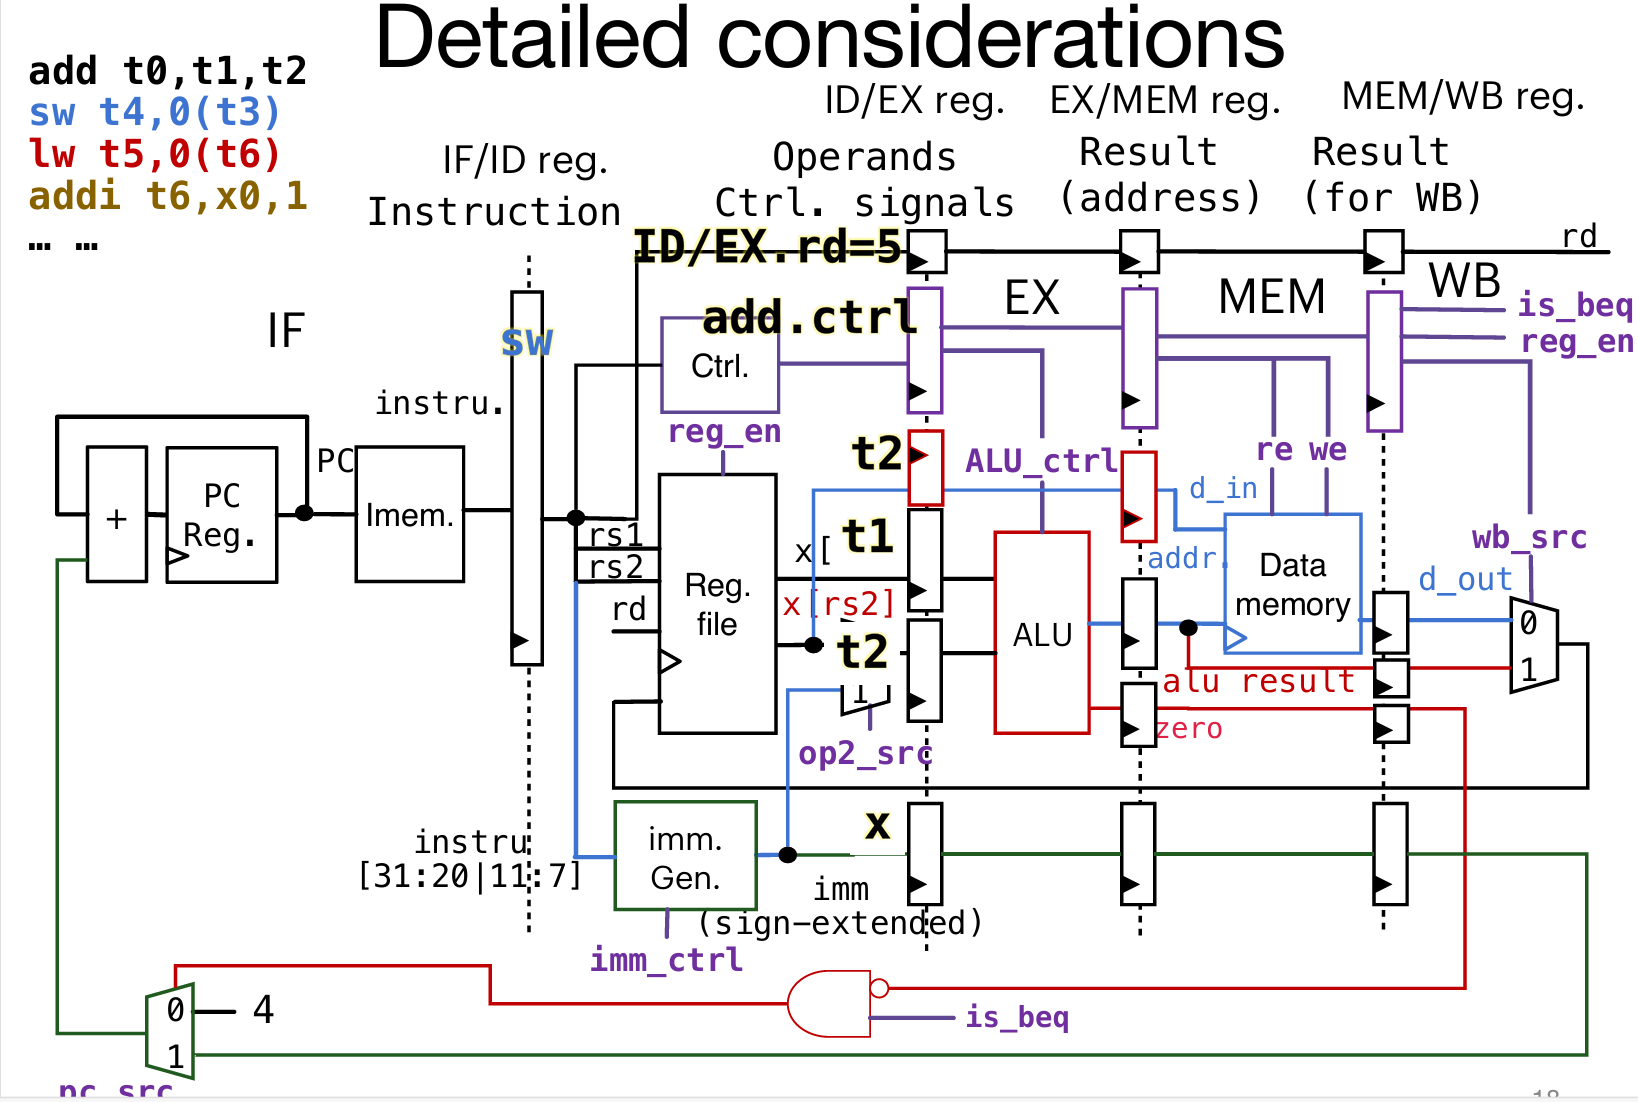 Detailed considerations
add t0,t1,t2
sw t4,0(t3)
lw t5,0(t6)
addi t6,x0,1
… …
ID/EX reg.
EX/MEM reg.
MEM/WB reg.
IF/ID reg.
Instruction
Operands
Ctrl. signals
Result
(address)
Result
(for WB)
rd
ID/EX.rd=5
IF
EX
MEM
WB
sw
add.ctrl
is_beq
reg_en
Ctrl.
instru.
reg_en
t2
ALU_ctrl
re we
PC
PC
Reg.
+
Imem.
d_in
rs1
rs2
rd
x[
t1
x[rs2]
t2
Reg.
file
ALU
addr.
Data
memory
wb_src
d_out
0
1
alu result
zero
1
op2_src
imm.
Gen.
x
instru
[31:20|11:7]
imm
(sign-extended)
imm_ctrl
0
4
1
is_beq
pc_src
18